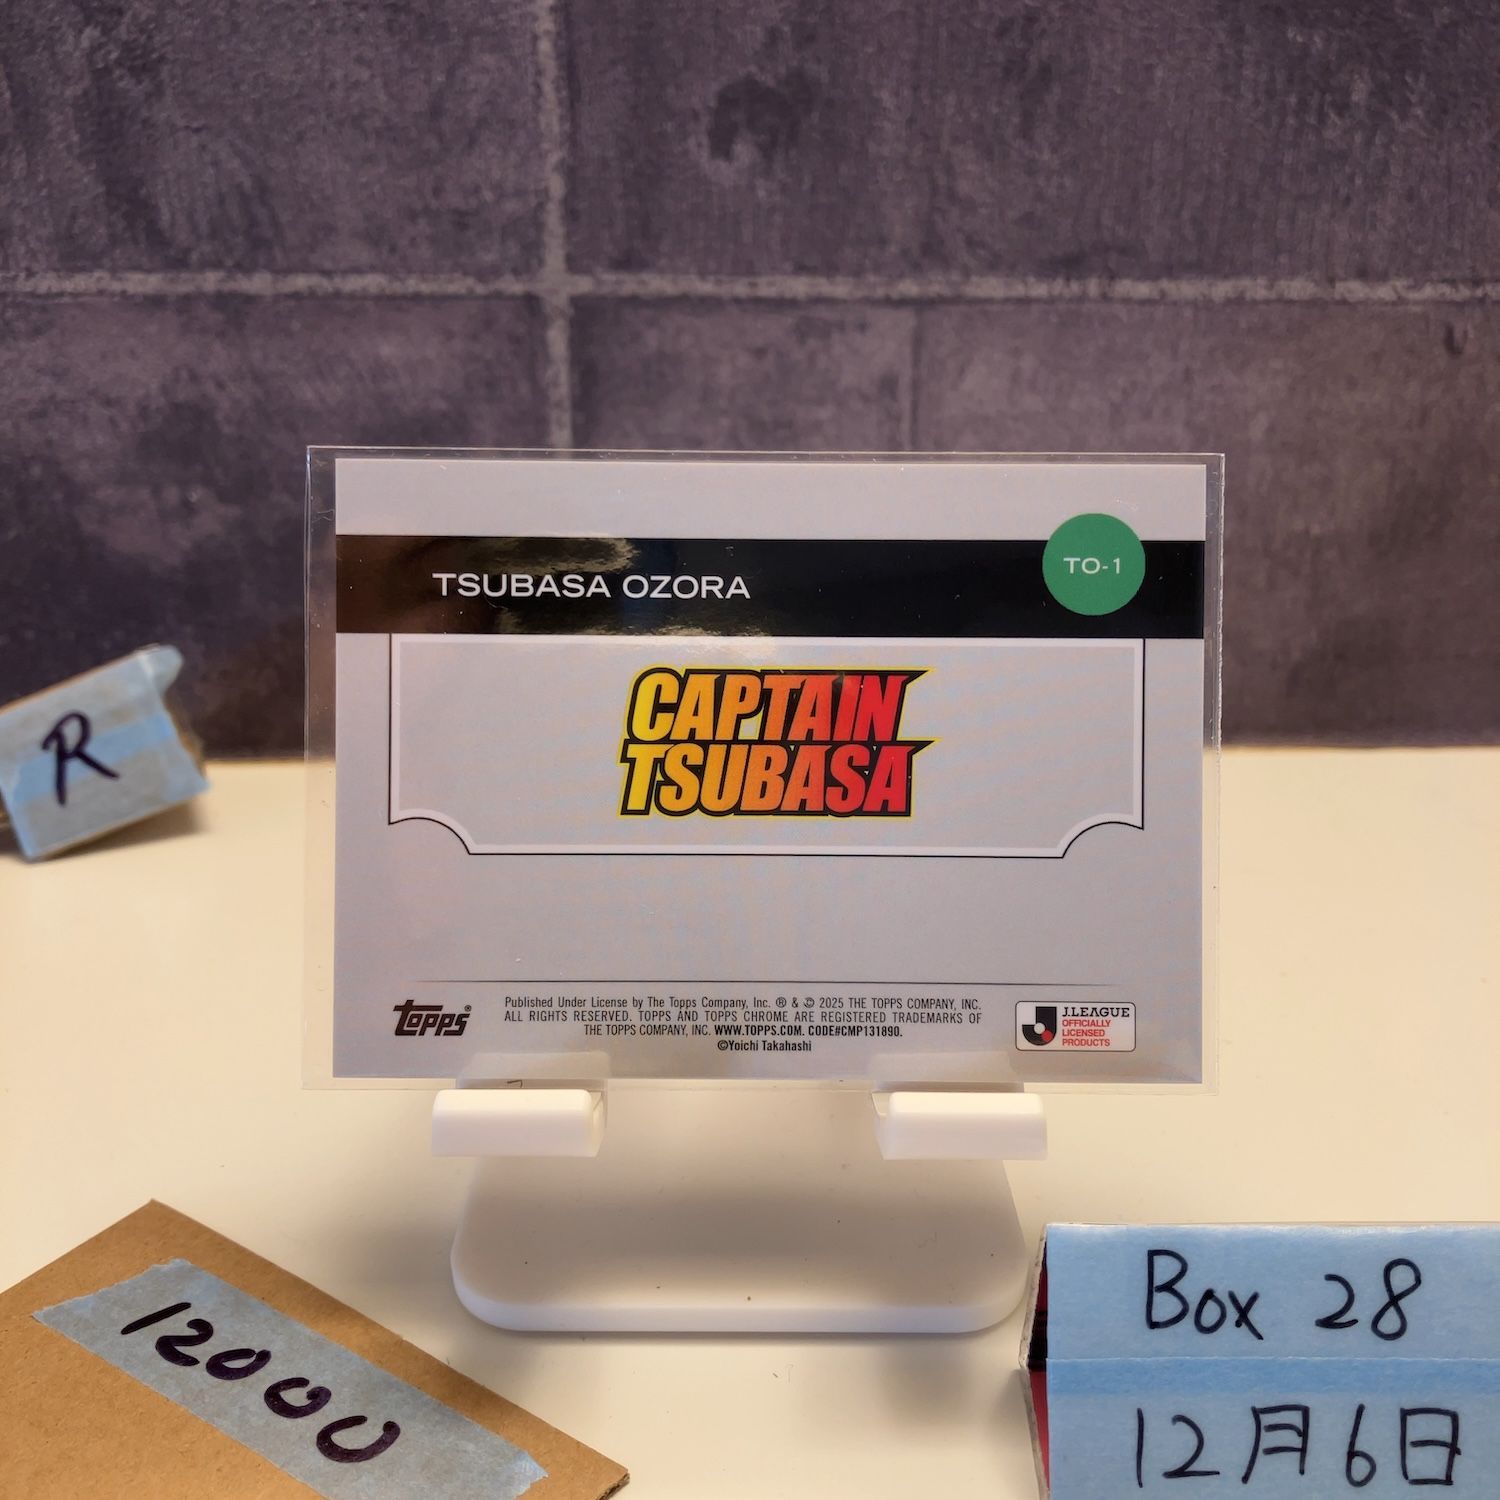 TSUBASA OZORA
TO-1
CAPTAIN
TSUBASA
R
topps®
Published Under License by The Topps Company, Inc. ® & © 2025 THE TOPPS COMPANY, INC.
ALL RIGHTS RESERVED. TOPPS AND TOPPS CHROME ARE REGISTERED TRADEMARKS OF
THE TOPPS COMPANY, INC. WWW.TOPPS.COM. CODE#CMP131890.
©Yoichi Takahashi
J.LEAGUE
OFFICIALLY
LICENSED
PRODUCTS
12000
Box 28
12月6日